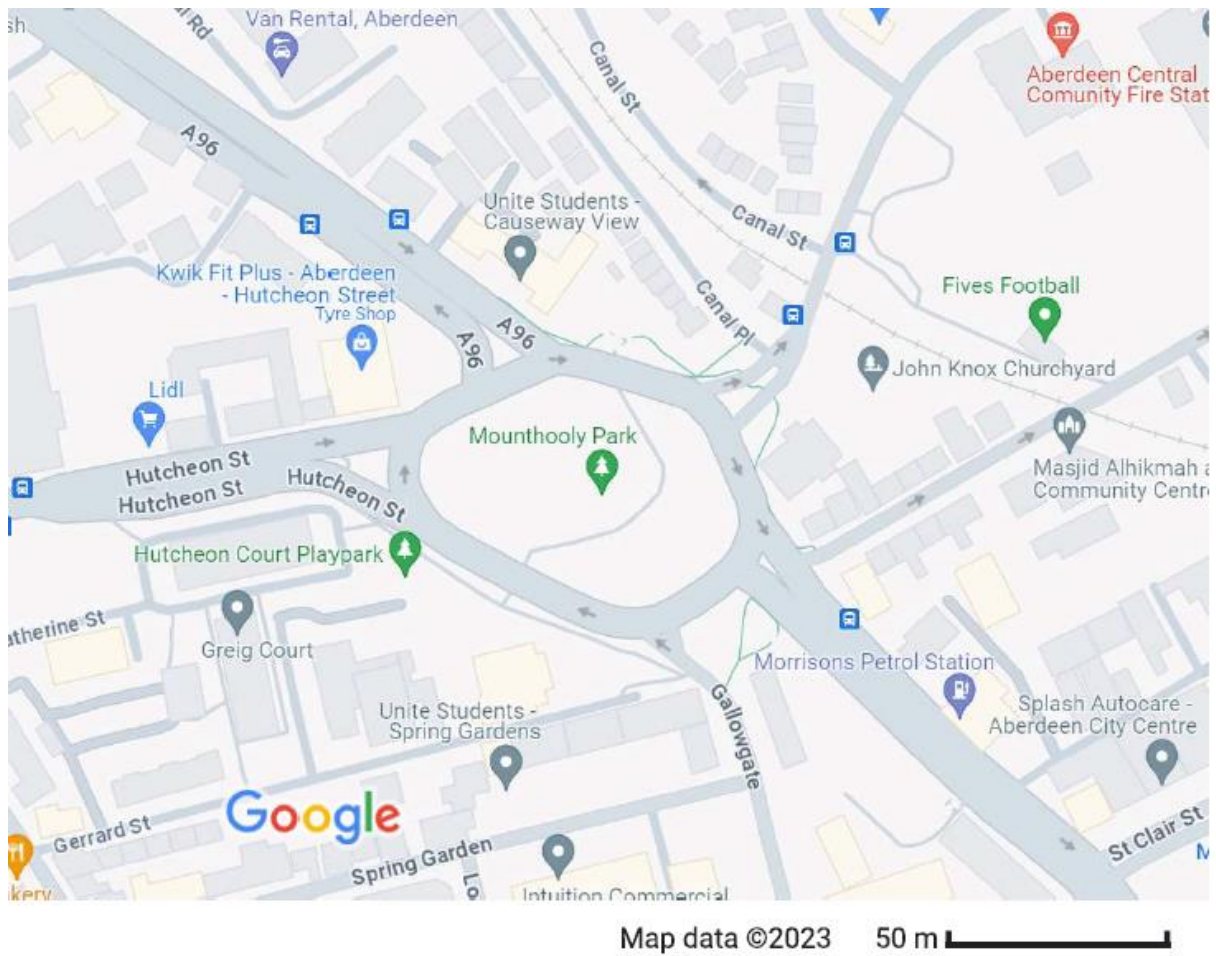 Van Rental, Aberdeen
Canal St
Aberdeen Central
Comunity Fire Stat
A96
Unite Students -
Causeway View
Canal St
Kwik Fit Plus - Aberdeen
- Hutcheon Street
Tyre Shop
Canal Pl
Fives Football
A96
A96
John Knox Churchyard
Lidl
Mounthooly Park
Hutcheon St
Hutcheon St
Hutcheon St
Masjid Alhikmah a
Community Centr
Hutcheon Court Playpark
atherine St
Greig Court
Morrisons Petrol Station
Unite Students -
Spring Gardens
Gallowgate
Splash Autocare -
Aberdeen City Centre
Google
Gerrard St
Spring Garden
St Clair St
Intuition Commercial
Map data ©2023
50 m